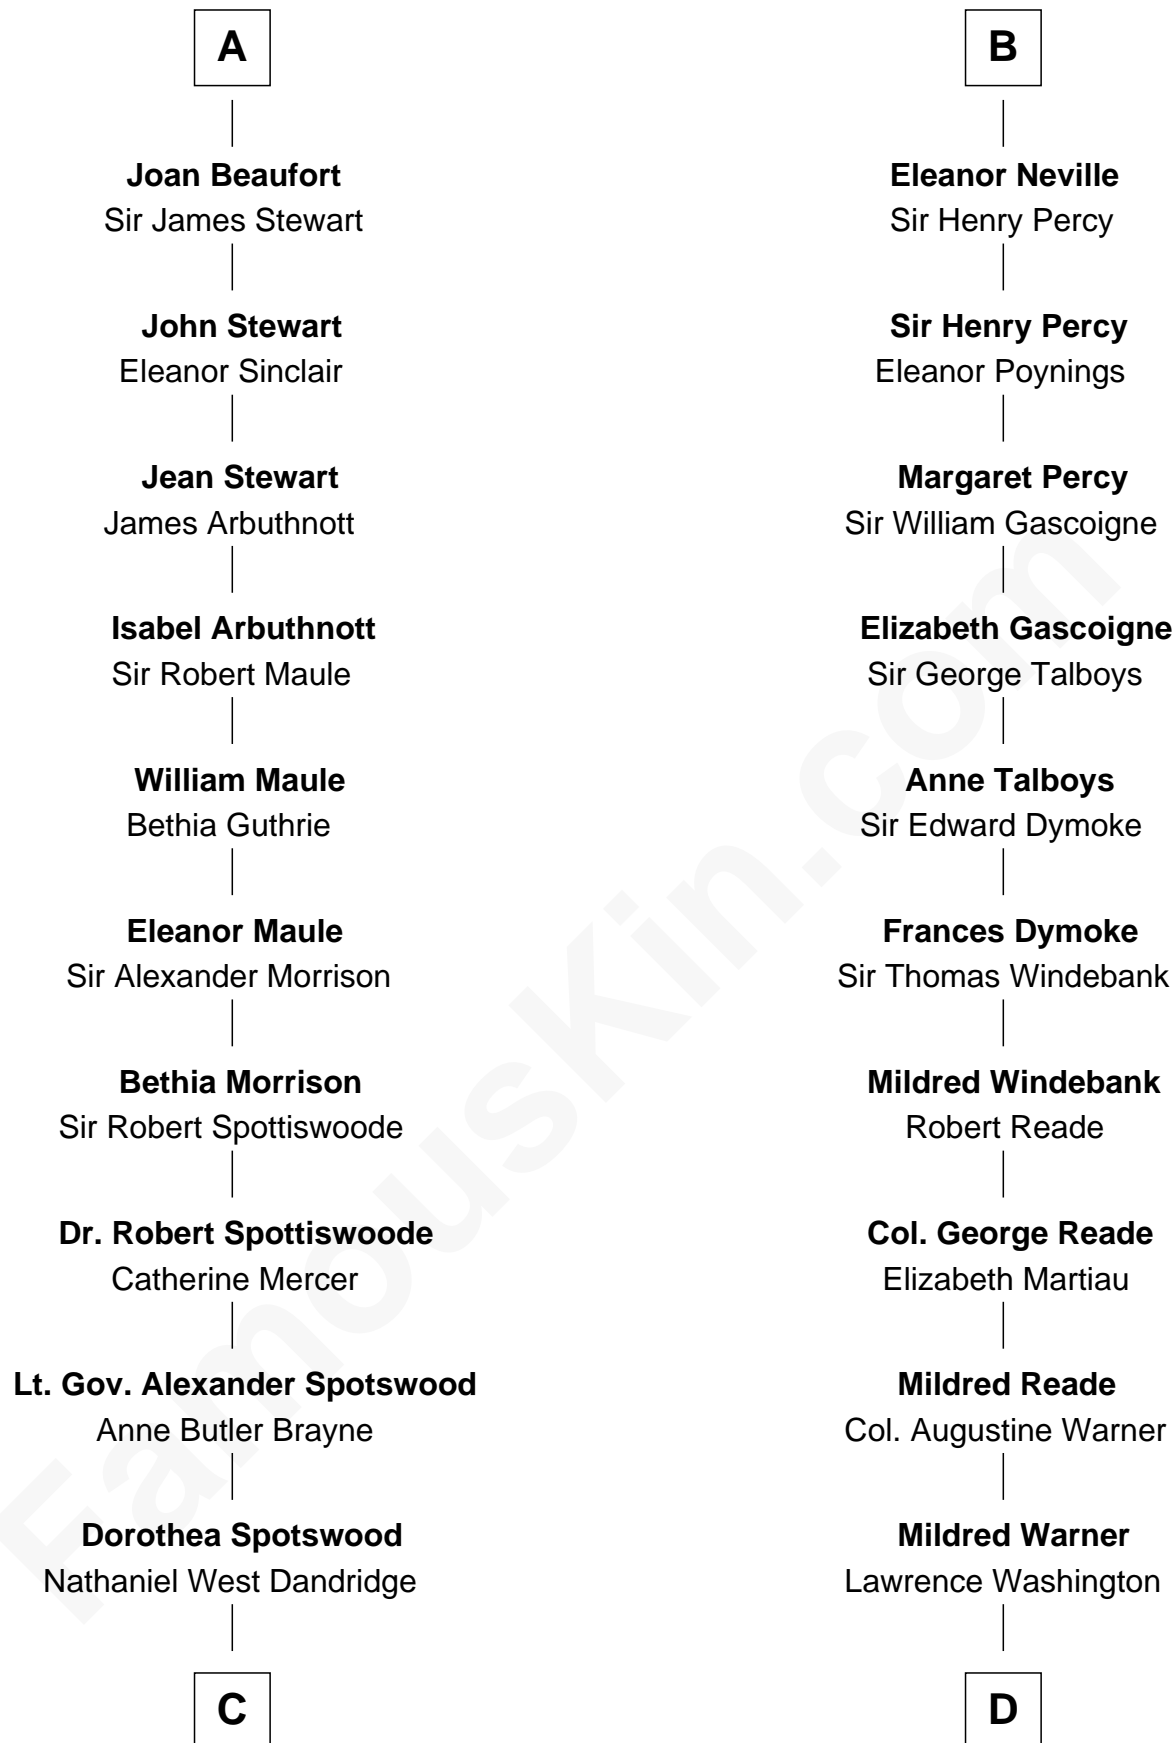 A
Joan Beaufort
Sir James Stewart
John Stewart
Eleanor Sinclair
Jean Stewart
James Arbuthnott
Isabel Arbuthnott
Sir Robert Maule
William Maule
Bethia Guthrie
Eleanor Maule
Sir Alexander Morrison
Bethia Morrison
Sir Robert Spottiswoode
Dr. Robert Spottiswoode
Catherine Mercer
Lt. Gov. Alexander Spotswood
Anne Butler Brayne
Dorothea Spotswood
Nathaniel West Dandridge
C
B
Eleanor Neville
Sir Henry Percy
Sir Henry Percy
Eleanor Poynings
Margaret Percy
Sir William Gascoigne
Elizabeth Gascoigne
Sir George Talboys
Anne Talboys
Sir Edward Dymoke
Frances Dymoke
Sir Thomas Windebank
Mildred Windebank
Robert Reade
Col. George Reade
Elizabeth Martiau
Mildred Reade
Col. Augustine Warner
Mildred Warner
Lawrence Washington
D
FamousKin.com